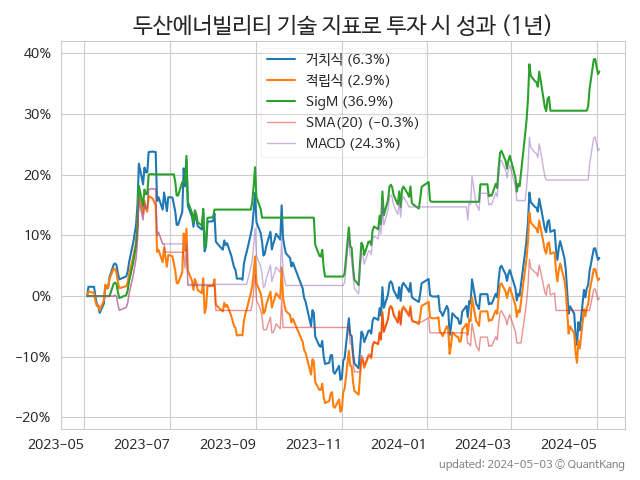 두산에너빌리티 기술 지표로 투자 시 성과 (1년)
40%
30%
20%
10%
0%
−10%
−20%
거치식 (6.3%)
적립식 (2.9%)
SigM (36.9%)
SMA(20) (−0.3%)
MACD (24.3%)
2023-05
2023-07
2023-09
2023-11
2024-01
2024-03
2024-05
updated: 2024-05-03 ⓒ QuantKang